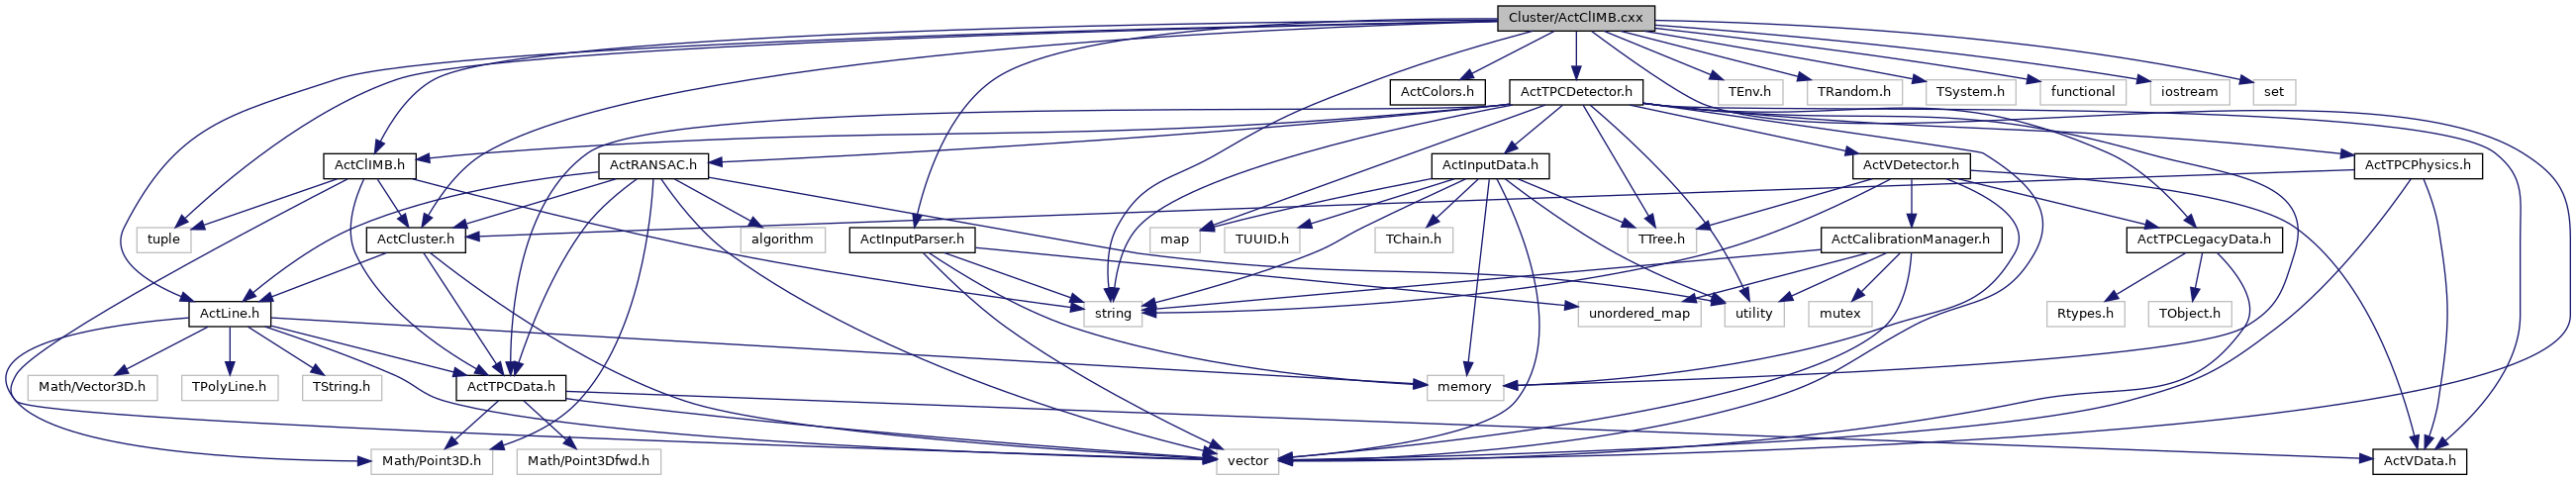 Cluster/ActClIMB.cxx
ActColors.h
ActTPCDetector.h
TEnv.h
TRandom.h
TSystem.h
functional
iostream
set
ActClIMB.h
ActRANSAC.h
ActInputData.h
ActVDetector.h
ActTPCPhysics.h
tuple
ActCluster.h
algorithm
ActInputParser.h
map
TUUID.h
TChain.h
TTree.h
ActCalibrationManager.h
ActTPCLegacyData.h
ActLine.h
string
unordered_map
utility
mutex
Rtypes.h
TObject.h
Math/Vector3D.h
TPolyLine.h
TString.h
ActTPCData.h
memory
Math/Point3D.h
Math/Point3Dfwd.h
vector
ActVData.h